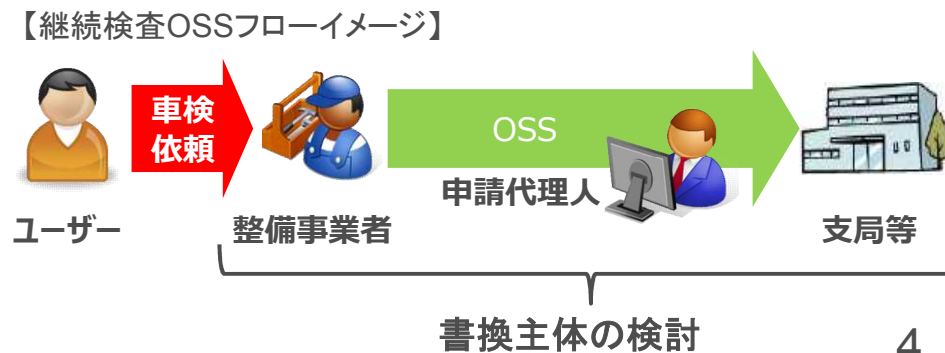 【継続検査OSSフローイメージ】
車検
依頼
OSS
申請代理人
ユーザー
整備事業者
支局等
書換主体の検討
4